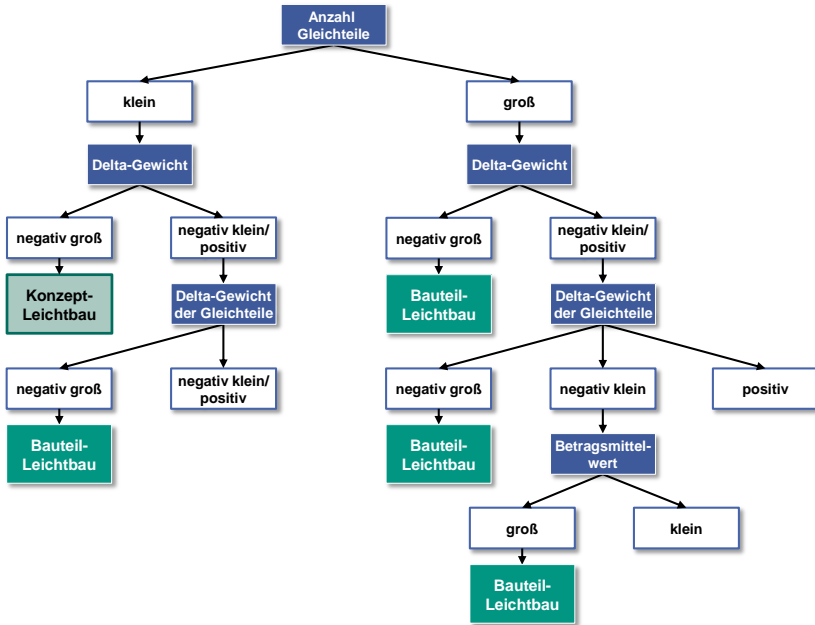 Anzahl
Gleichteile
klein
groß
Delta-Gewicht
Delta-Gewicht
negativ groß
negativ klein/
positiv
negativ groß
negativ klein/
positiv
Konzept-
Leichtbau
Delta-Gewicht
der Gleichteile
Bauteil-
Leichtbau
Delta-Gewicht
der Gleichteile
negativ groß
negativ klein/
positiv
negativ groß
negativ klein
positiv
Bauteil-
Leichtbau
Bauteil-
Leichtbau
Betragsmittel-
wert
groß
klein
Bauteil-
Leichtbau